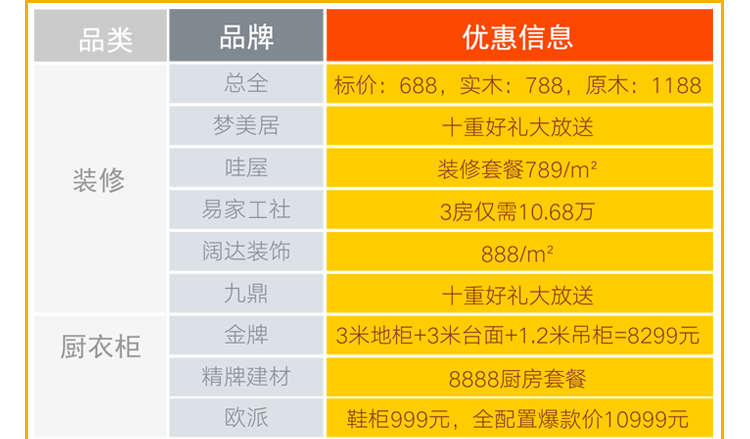 品类 品牌 优惠信息
装修
总全 标价：688，实木：788，原木：1188
梦美居 十重好礼大放送
哇屋 装修套餐789/m²
易家工社 3房仅需10.68万
阔达装饰 888/m²
九鼎 十重好礼大放送
厨衣柜
金牌 3米地柜+3米台面+1.2米吊柜=8299元
精牌建材 8888厨房套餐
欧派 鞋柜999元，全配置爆款价10999元